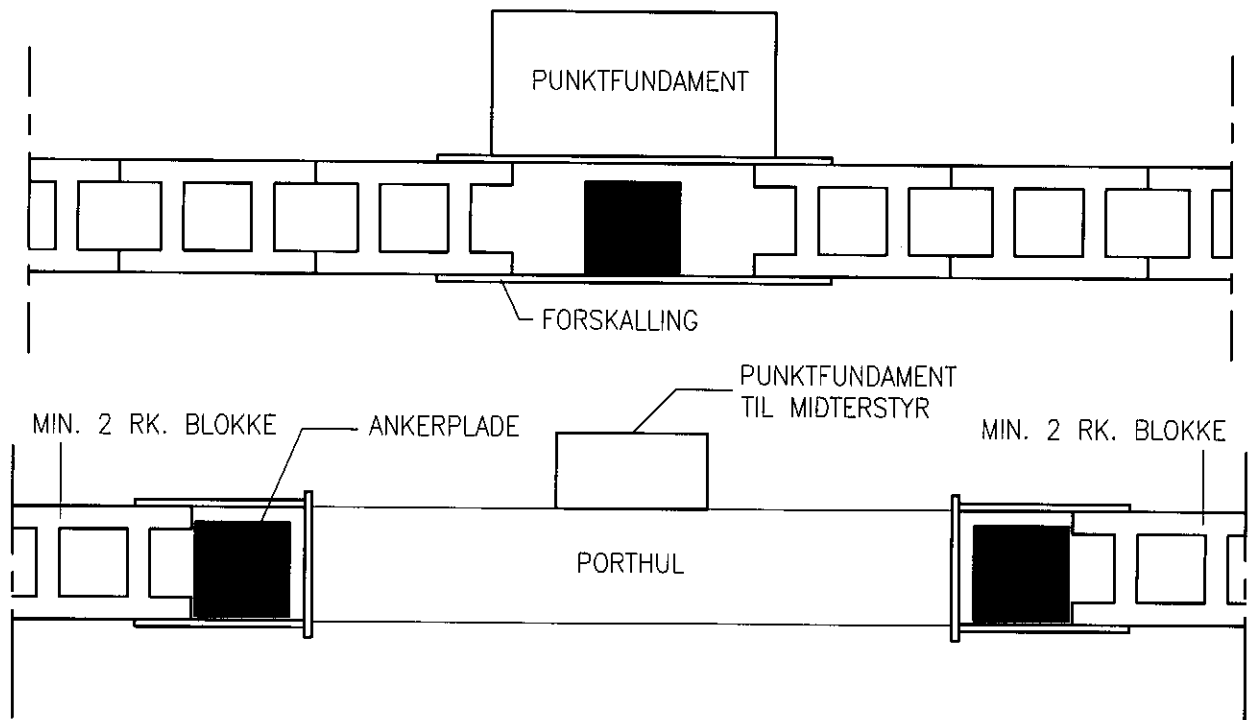 PUNKTFUNDAMENT
FORSKALLING
PUNKTFUNDAMENT
TIL MIDTERSTYR
MIN. 2 RK. BLOKKE
ANKERPLADE
MIN. 2 RK. BLOKKE
PORTHUL